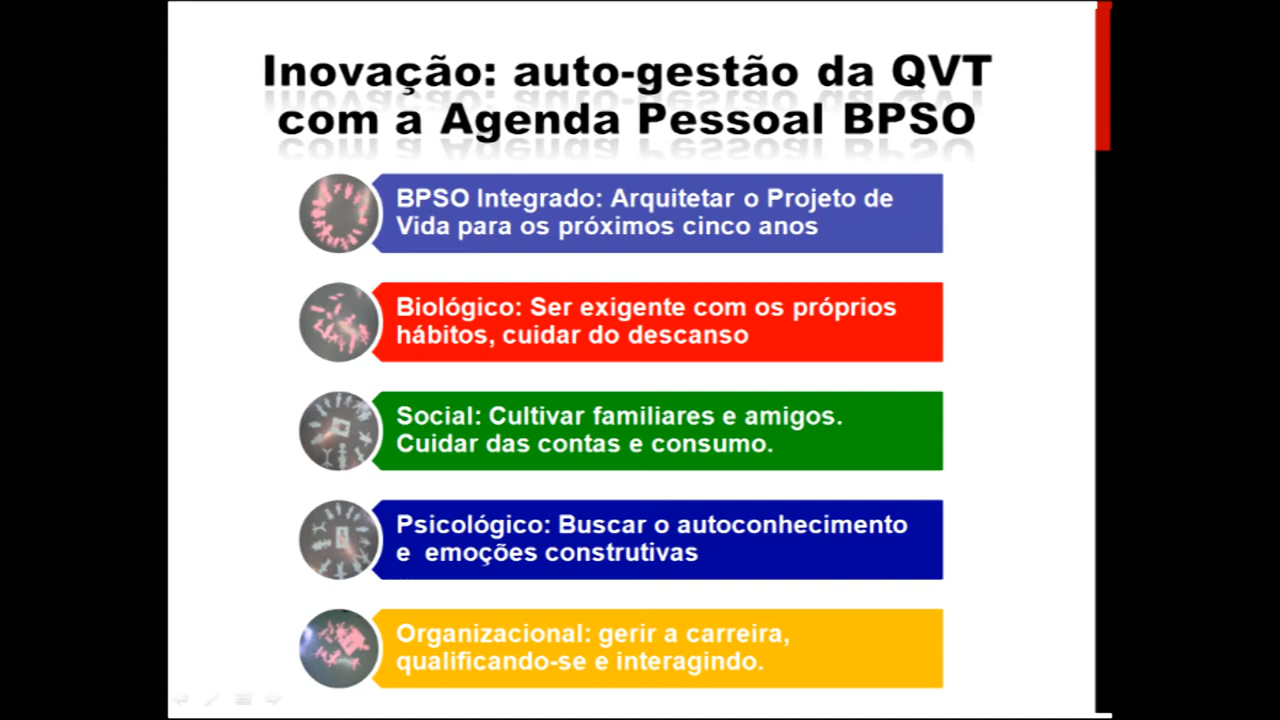 Inovação: auto-gestão da QVT
com a Agenda Pessoal BPSO
BPSO Integrado: Arquitetar o Projeto de
Vida para os próximos cinco anos
Biológico: Ser exigente com os próprios
hábitos, cuidar do descanso
Social: Cultivar familiares e amigos.
Cuidar das contas e consumo.
Psicológico: Buscar o autoconhecimento
e  emoções construtivas
Organizacional: gerir a carreira,
qualificando-se e interagindo.